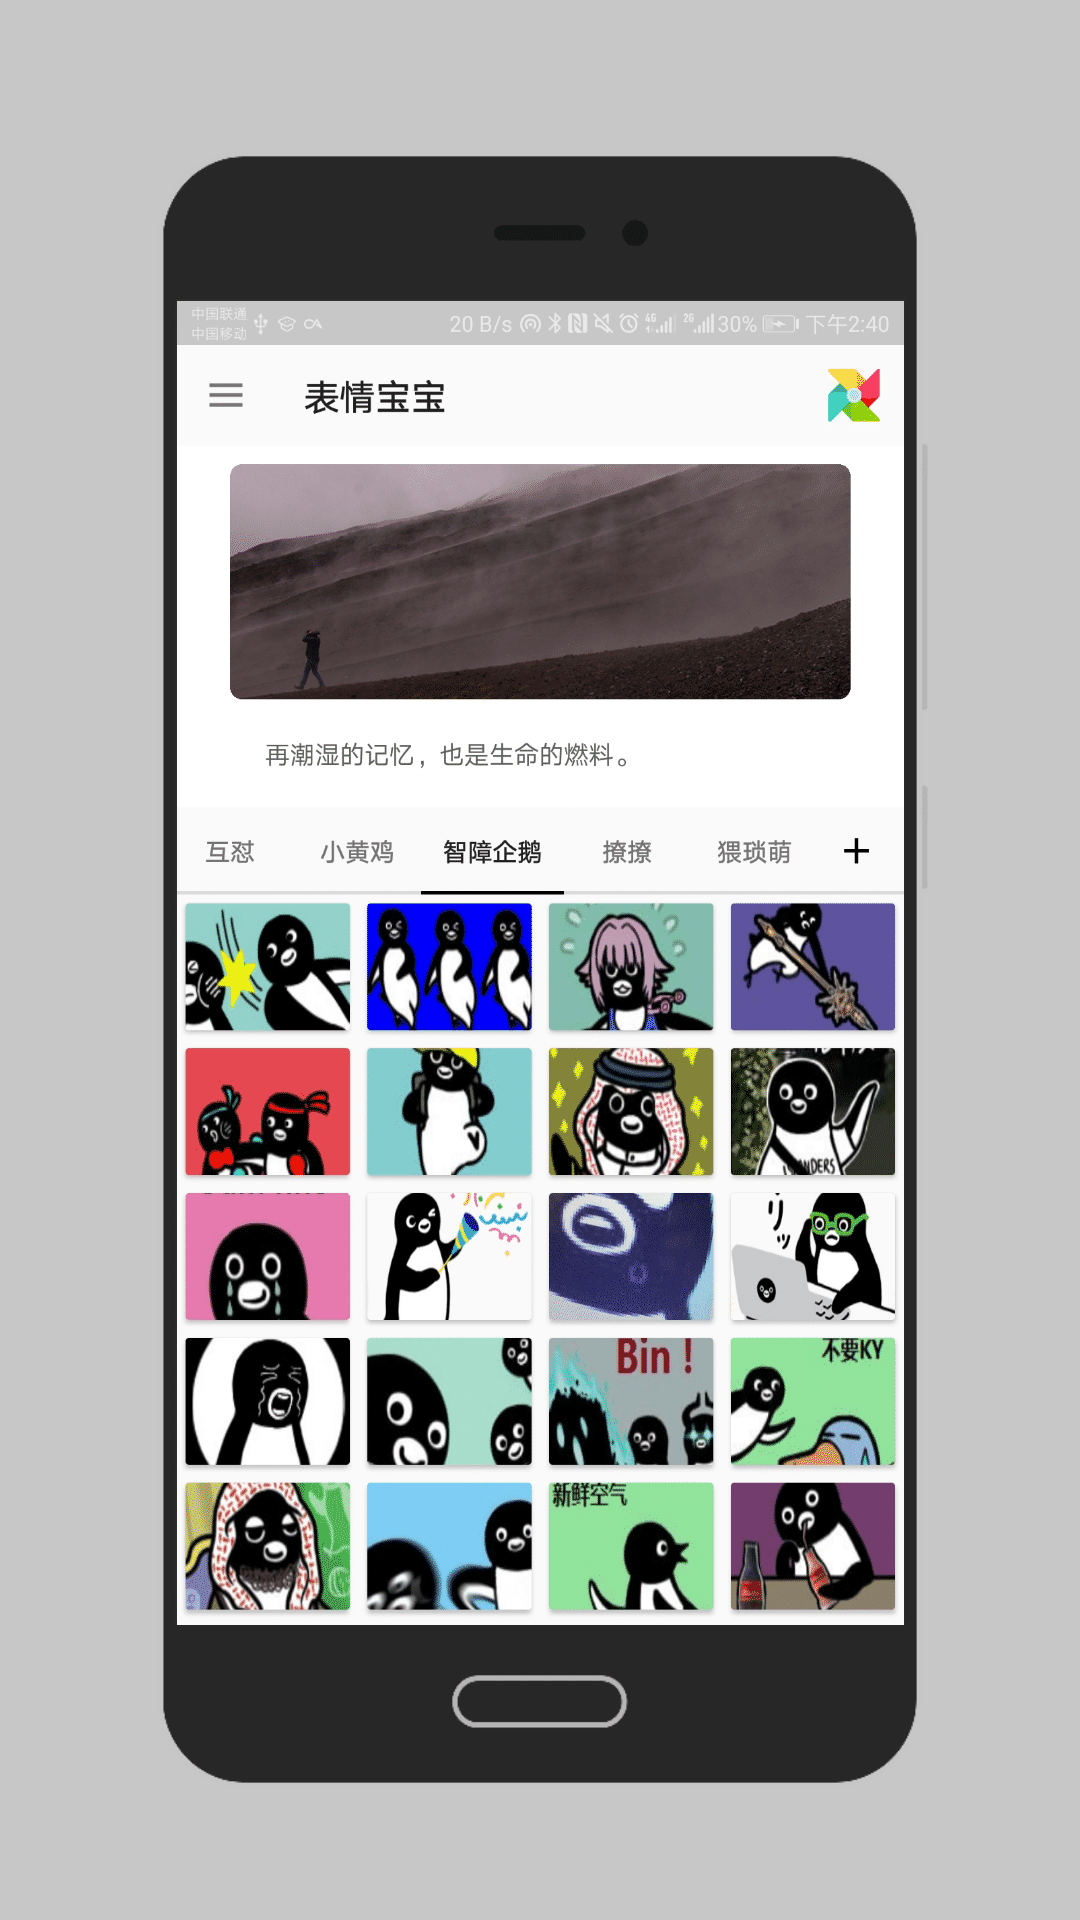 中国联通
中国移动
20 B/s
4G
2G
30%
下午2:40
表情宝宝
再潮湿的记忆，也是生命的燃料。
互怼
小黄鸡
智障企鹅
撩撩
猥琐萌
+
リッ
Bin !
不要KY
新鲜空气